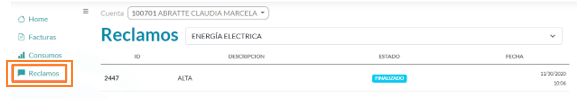 Home
Facturas
Consumos
Reclamos
Cuenta 100701 ABRATTE CLAUDIA MARCELA
Reclamos ENERGÍA ELECTRICA
ID DESCRIPCION ESTADO FECHA
2447 ALTA FINALIZADO 11/30/2020
10:06